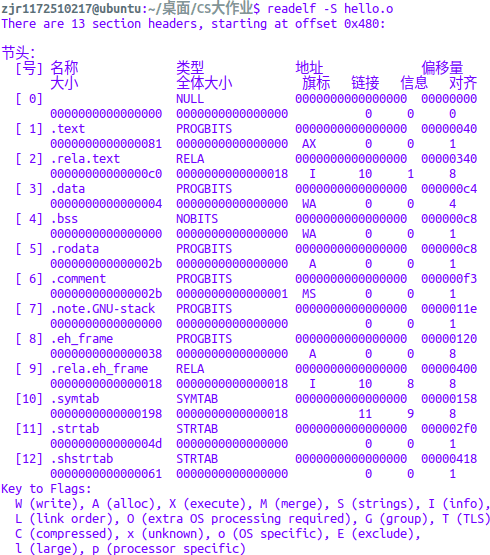 zjr1172510217@ubuntu:~/桌面/CS大作业$ readelf -S hello.o
There are 13 section headers, starting at offset 0x480:

节头：
  [号] 名称              类型             地址              偏移量
       大小              全体大小          旗标   链接   信息   对齐
  [ 0]                   NULL             0000000000000000  00000000
       0000000000000000  0000000000000000           0     0     0
  [ 1] .text             PROGBITS         0000000000000000  00000040
       0000000000000081  0000000000000000  AX       0     0     1
  [ 2] .rela.text        RELA             0000000000000000  00000340
       00000000000000c0  0000000000000018   I      10     1     8
  [ 3] .data             PROGBITS         0000000000000000  000000c4
       0000000000000004  0000000000000000  WA       0     0     4
  [ 4] .bss              NOBITS           0000000000000000  000000c8
       0000000000000000  0000000000000000  WA       0     0     1
  [ 5] .rodata           PROGBITS         0000000000000000  000000c8
       000000000000002b  0000000000000000   A       0     0     1
  [ 6] .comment          PROGBITS         0000000000000000  000000f3
       000000000000002b  0000000000000001  MS       0     0     1
  [ 7] .note.GNU-stack   PROGBITS         0000000000000000  0000011e
       0000000000000000  0000000000000000           0     0     1
  [ 8] .eh_frame         PROGBITS         0000000000000000  00000120
       0000000000000038  0000000000000000   A       0     0     8
  [ 9] .rela.eh_frame    RELA             0000000000000000  00000400
       0000000000000018  0000000000000018   I      10     8     8
  [10] .symtab           SYMTAB           0000000000000000  00000158
       0000000000000198  0000000000000018          11     9     8
  [11] .strtab           STRTAB           0000000000000000  000002f0
       000000000000004d  0000000000000000           0     0     1
  [12] .shstrtab         STRTAB           0000000000000000  00000418
       0000000000000061  0000000000000000           0     0     1
Key to Flags:
  W (write), A (alloc), X (execute), M (merge), S (strings), I (info),
  L (link order), O (extra OS processing required), G (group), T (TLS)
  C (compressed), x (unknown), o (OS specific), E (exclude),
  l (large), p (processor specific)